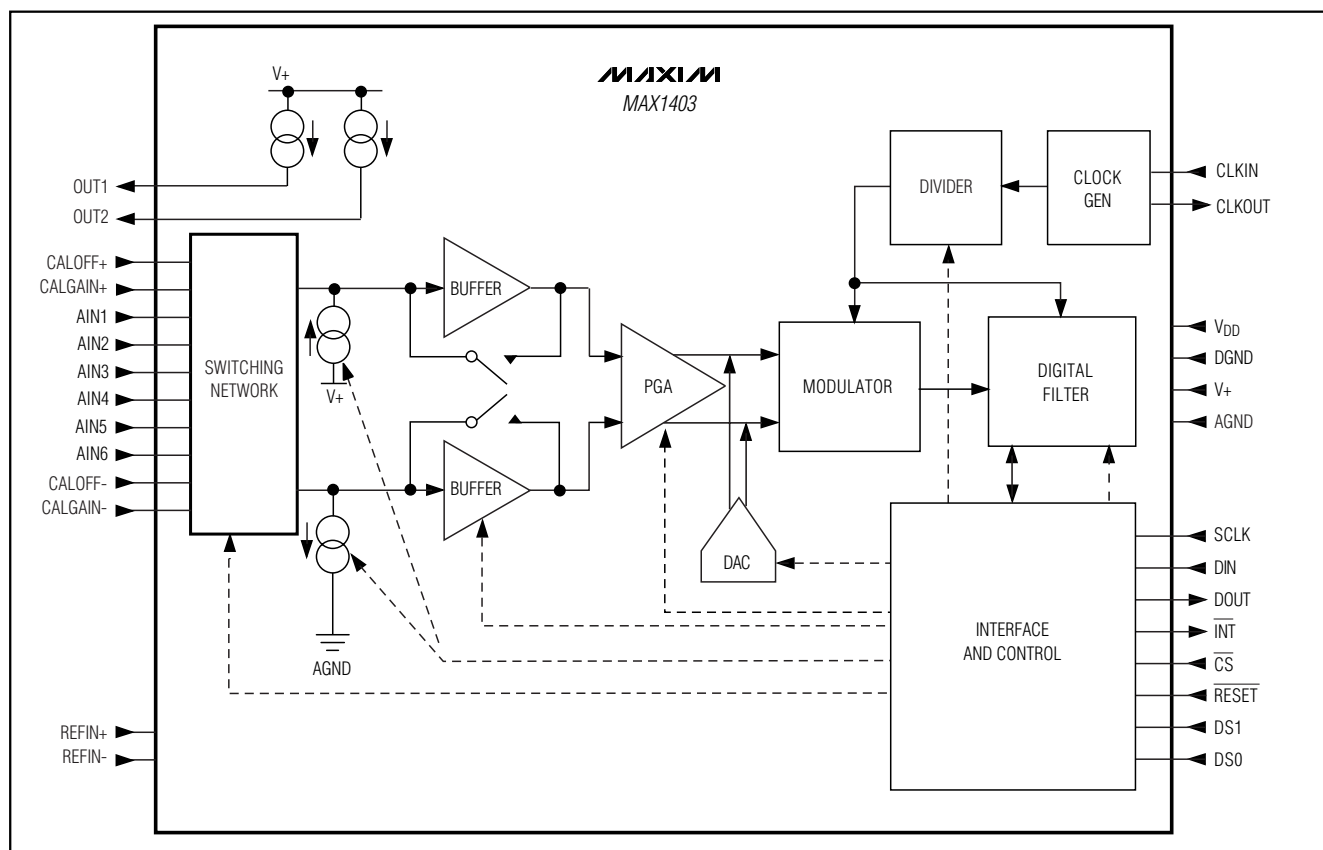 MAXIM
MAX1403
V+
OUT1
OUT2
CALOFF+
CALGAIN+
AIN1
AIN2
AIN3
AIN4
AIN5
AIN6
CALOFF-
CALGAIN-
SWITCHING
NETWORK
V+
AGND
BUFFER
BUFFER
PGA
DAC
MODULATOR
DIVIDER
CLOCK
GEN
DIGITAL
FILTER
INTERFACE
AND CONTROL
CLKIN
CLKOUT
VDD
DGND
V+
AGND
SCLK
DIN
DOUT
INT
CS
RESET
DS1
DS0
REFIN+
REFIN-